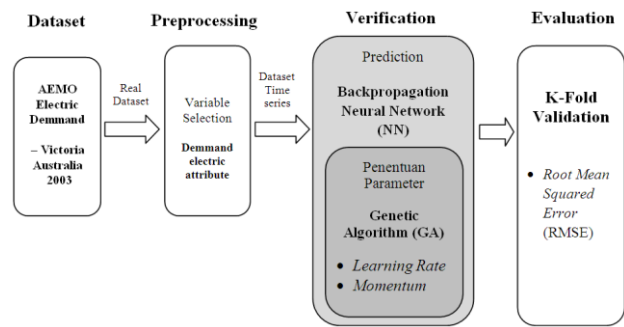 Dataset
Preprocessing
Verification
Evaluation
AEMO
Electric
Demmand
– Victoria
Australia
2003
Real
Dataset
Variable
Selection
Demmand
electric
attribute
Dataset
Time
series
Prediction
Backpropagation
Neural Network
(NN)
Penentuan
Parameter
Genetic
Algorithm (GA)
• Learning Rate
• Momentum
K-Fold
Validation
• Root Mean
Squared
Error
(RMSE)